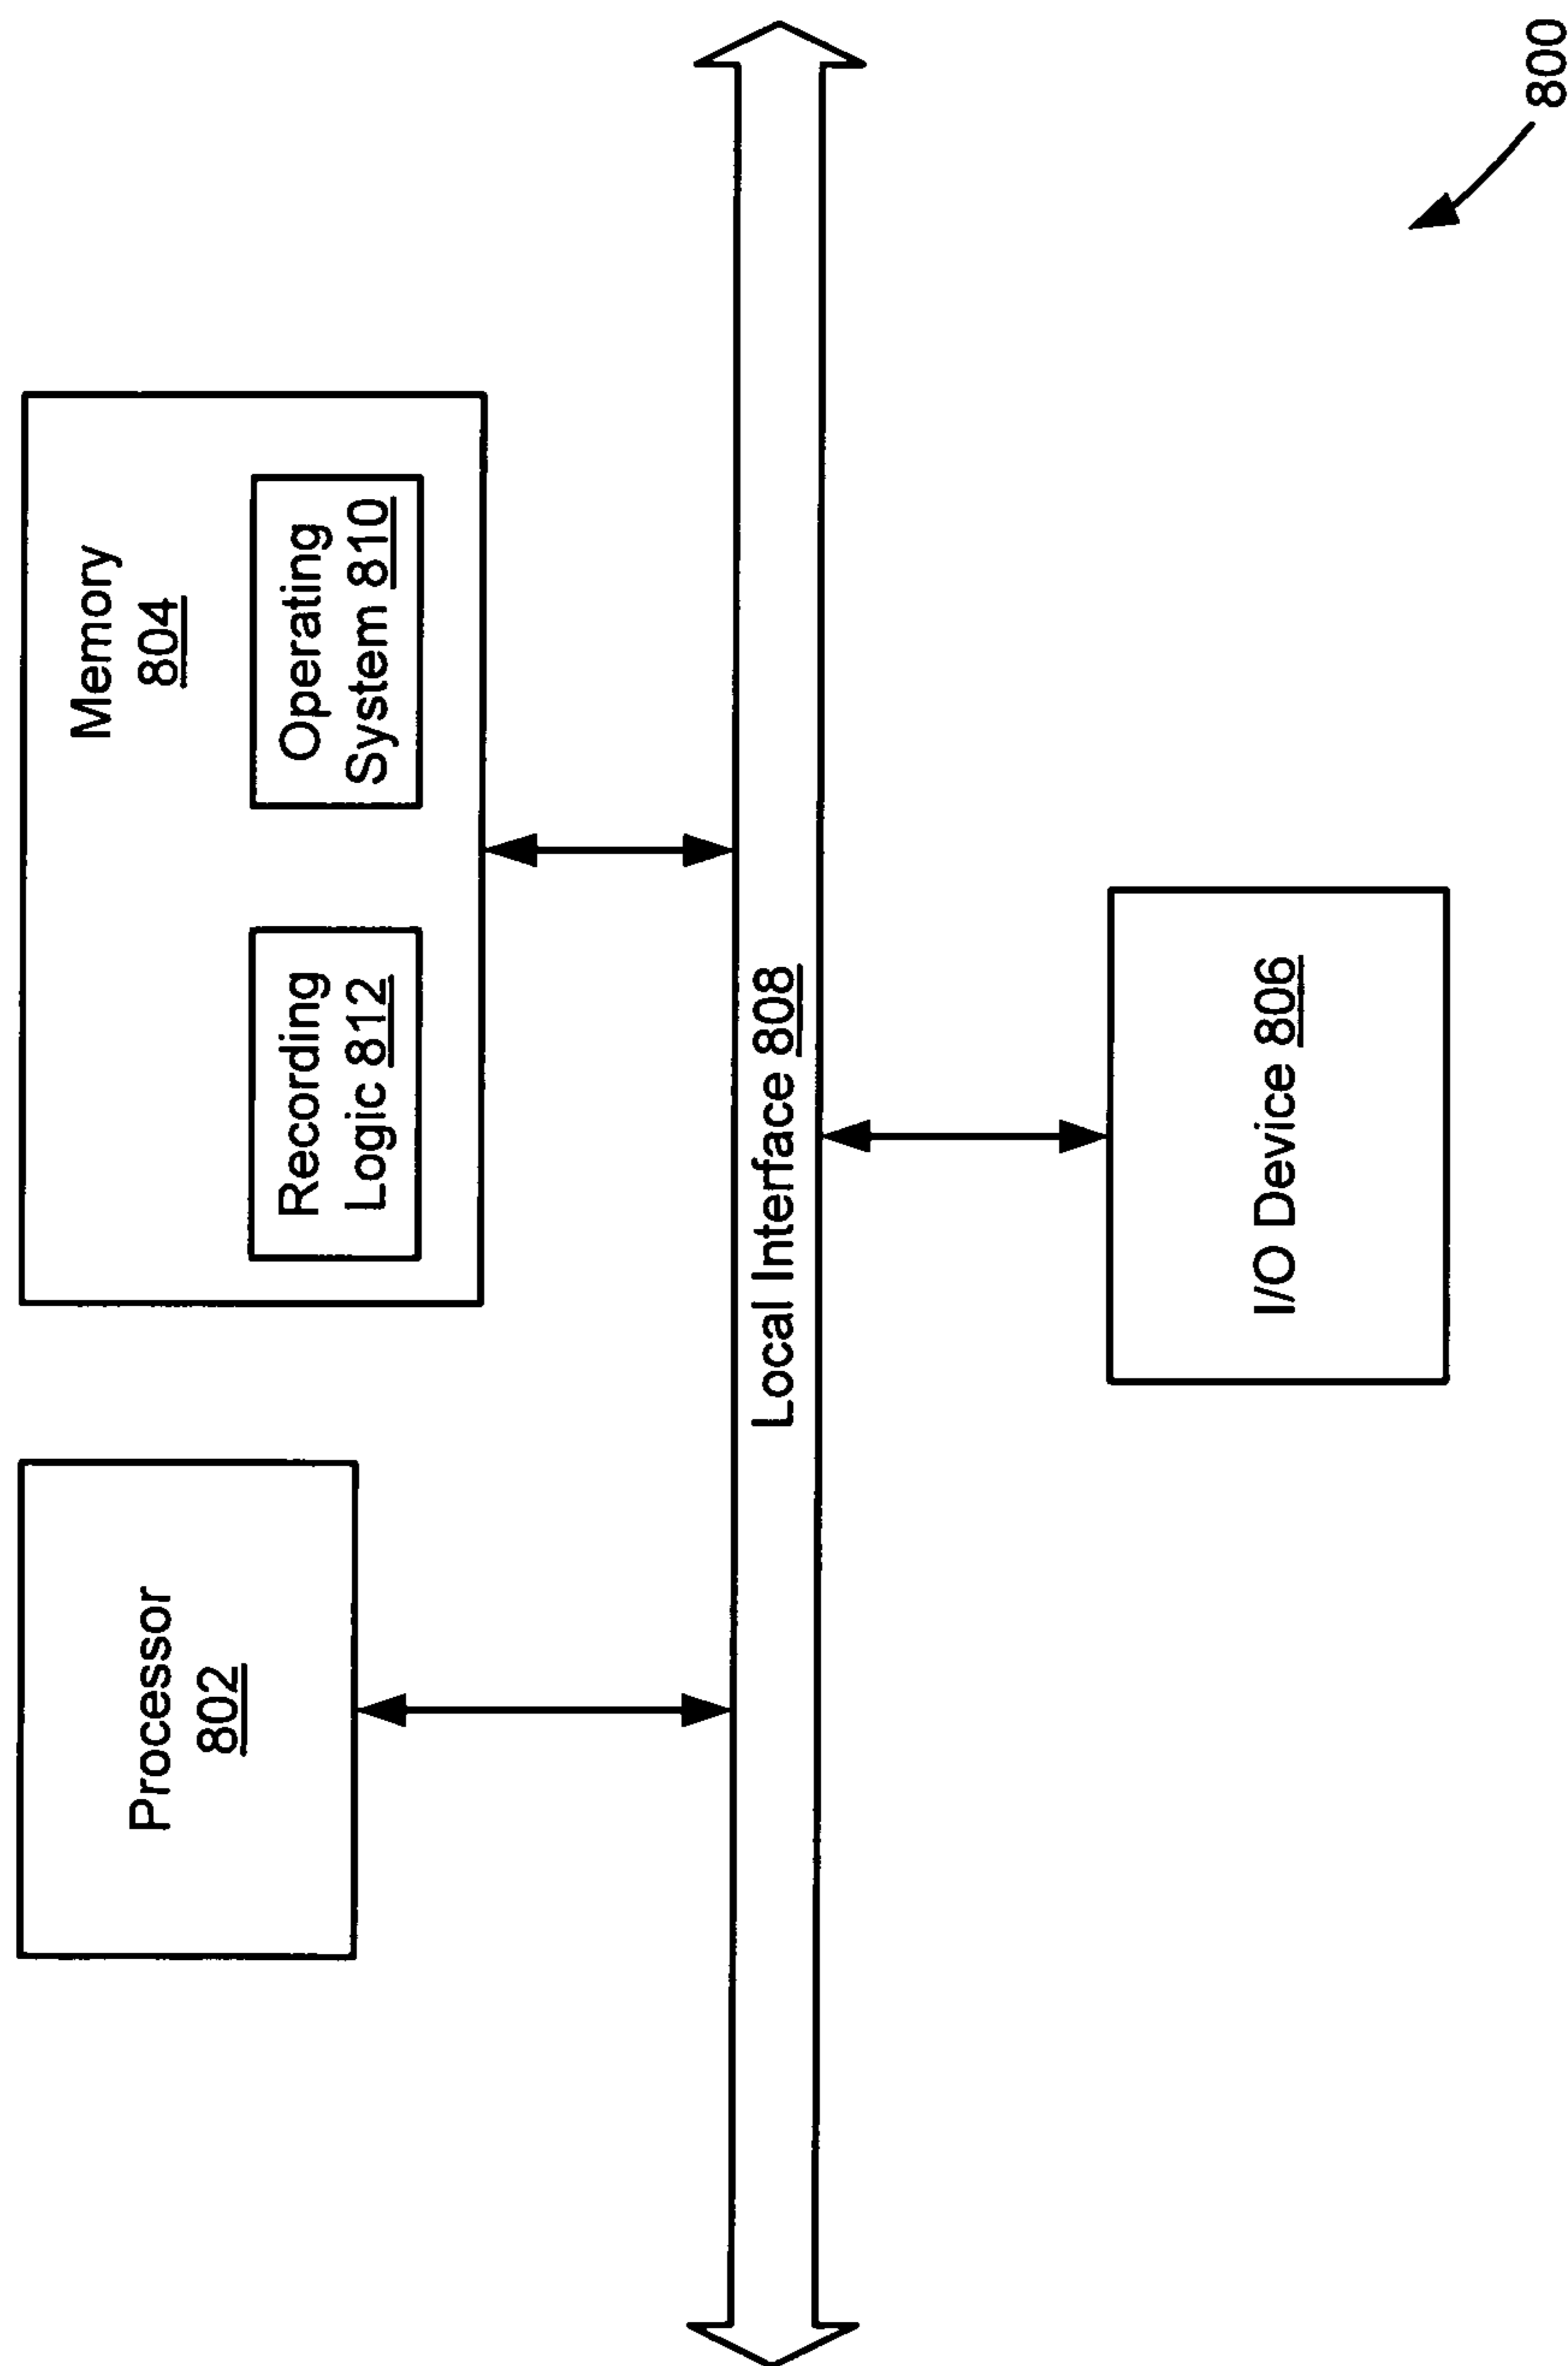 Processor
802
Memory
804
Recording
Logic 812
Operating
System 810
Local Interface 808
I/O Device 806
800